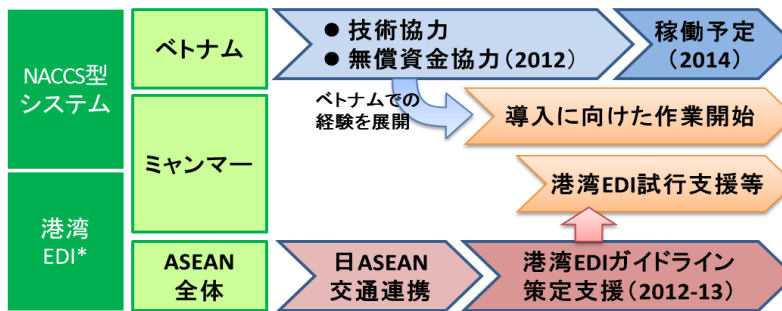 NACCS型
システム
ベトナム
● 技術協力
● 無償資金協力(2012)
稼働予定
(2014)
ベトナムでの
経験を展開
導入に向けた作業開始
ミャンマー
港湾EDI試行支援等
港湾
EDI*
ASEAN
全体
日ASEAN
交通連携
港湾EDIガイドライン
策定支援(2012-13)